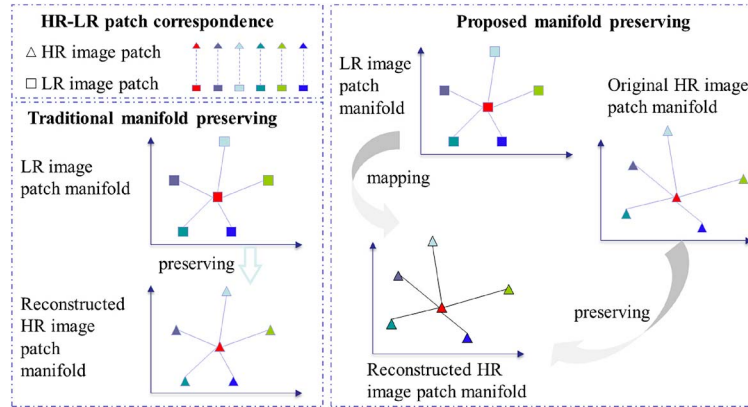 HR-LR patch correspondence
HR image patch
LR image patch
Traditional manifold preserving
LR image
patch
manifold
preserving
Reconstructed
HR image
patch
manifold
Proposed manifold preserving
LR image
patch
manifold
Original HR image
patch manifold
mapping
preserving
Reconstructed HR
image patch manifold